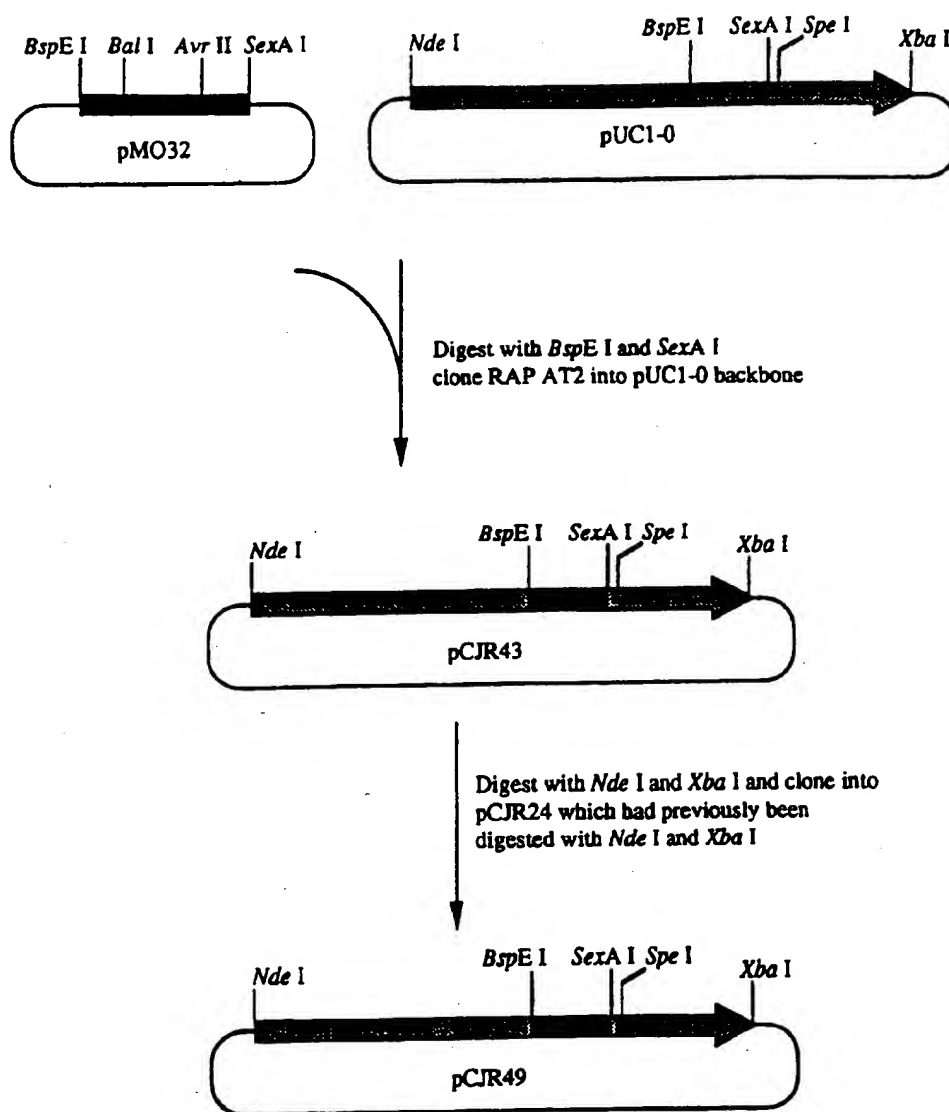 BspE I Bal I Avr II SexA I
Nde I BspE I SexA I Spe I Xba I
pMO32
pUC1-0
Digest with BspE I and SexA I
clone RAP AT2 into pUC1-0 backbone
Nde I BspE I SexA I Spe I Xba I
pCJR43
Digest with Nde I and Xba I and clone into
pCJR24 which had previously been
digested with Nde I and Xba I
Nde I BspE I SexA I Spe I Xba I
pCJR49